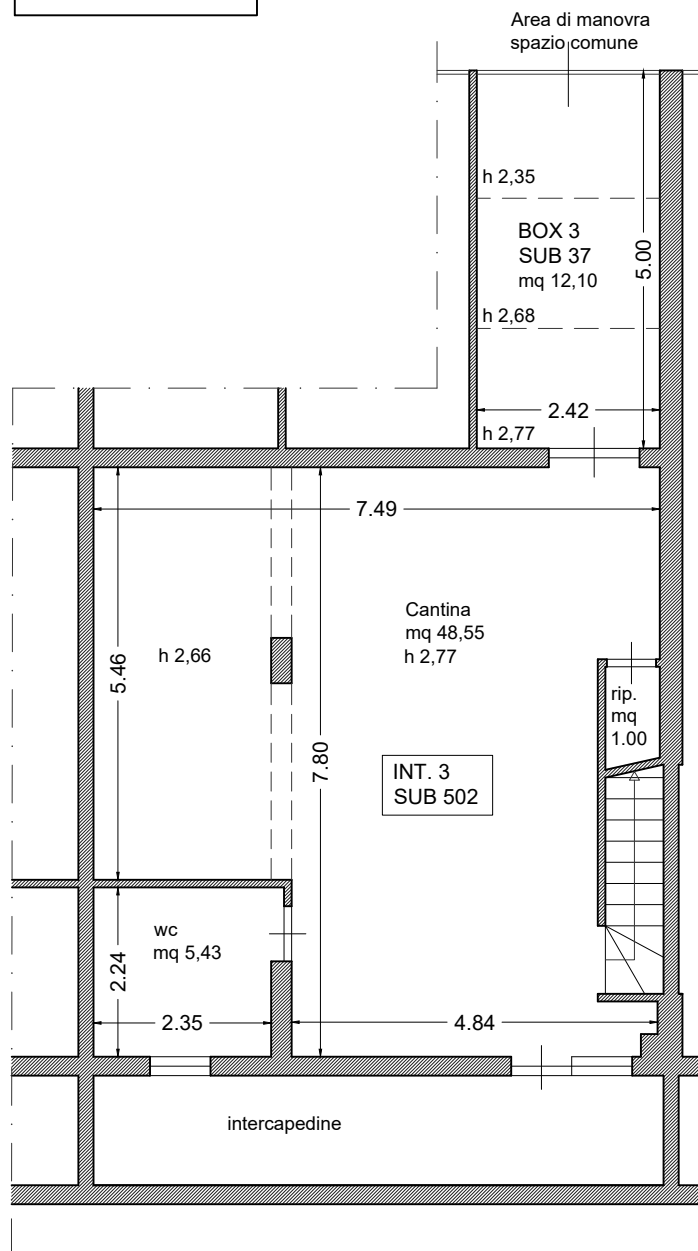 Area di manovra
spazio comune
h 2,35
BOX 3
SUB 37
mq 12,10
5.00
h 2,68
2.42
h 2,77
7.49
Cantina
mq 48,55
h 2,77
h 2,66
5.46
rip.
mq
1.00
7.80
INT. 3
SUB 502
wc
mq 5,43
2.24
2.35
4.84
intercapedine